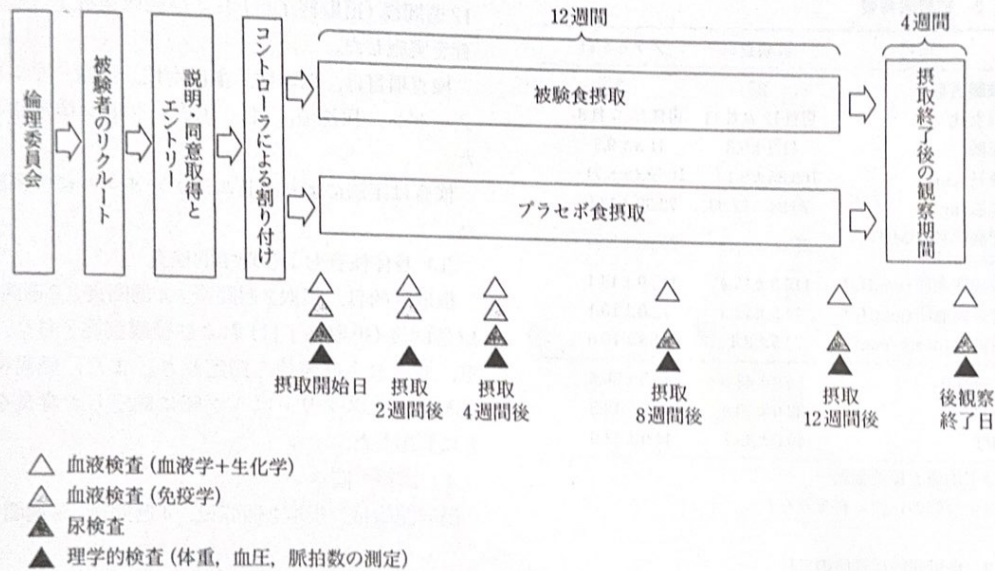 12週間
4週間
倫理委員会
被験者のリクルート
説明・同意取得と
エントリー
コントローラによる割り付け
被験食摂取
プラセボ食摂取
摂取終了後の観察期間
摂取開始日
摂取
2週間後
摂取
4週間後
摂取
8週間後
摂取
12週間後
後観察
終了日
血液検査 (血液学+生化学)
血液検査 (免疫学)
尿検査
理学的検査 (体重, 血圧, 脈拍数の測定)